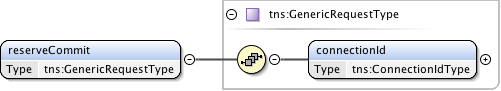 tns:GenericRequestType
reserveCommit
Type tns:GenericRequestType
connectionId
Type tns:ConnectionIdType